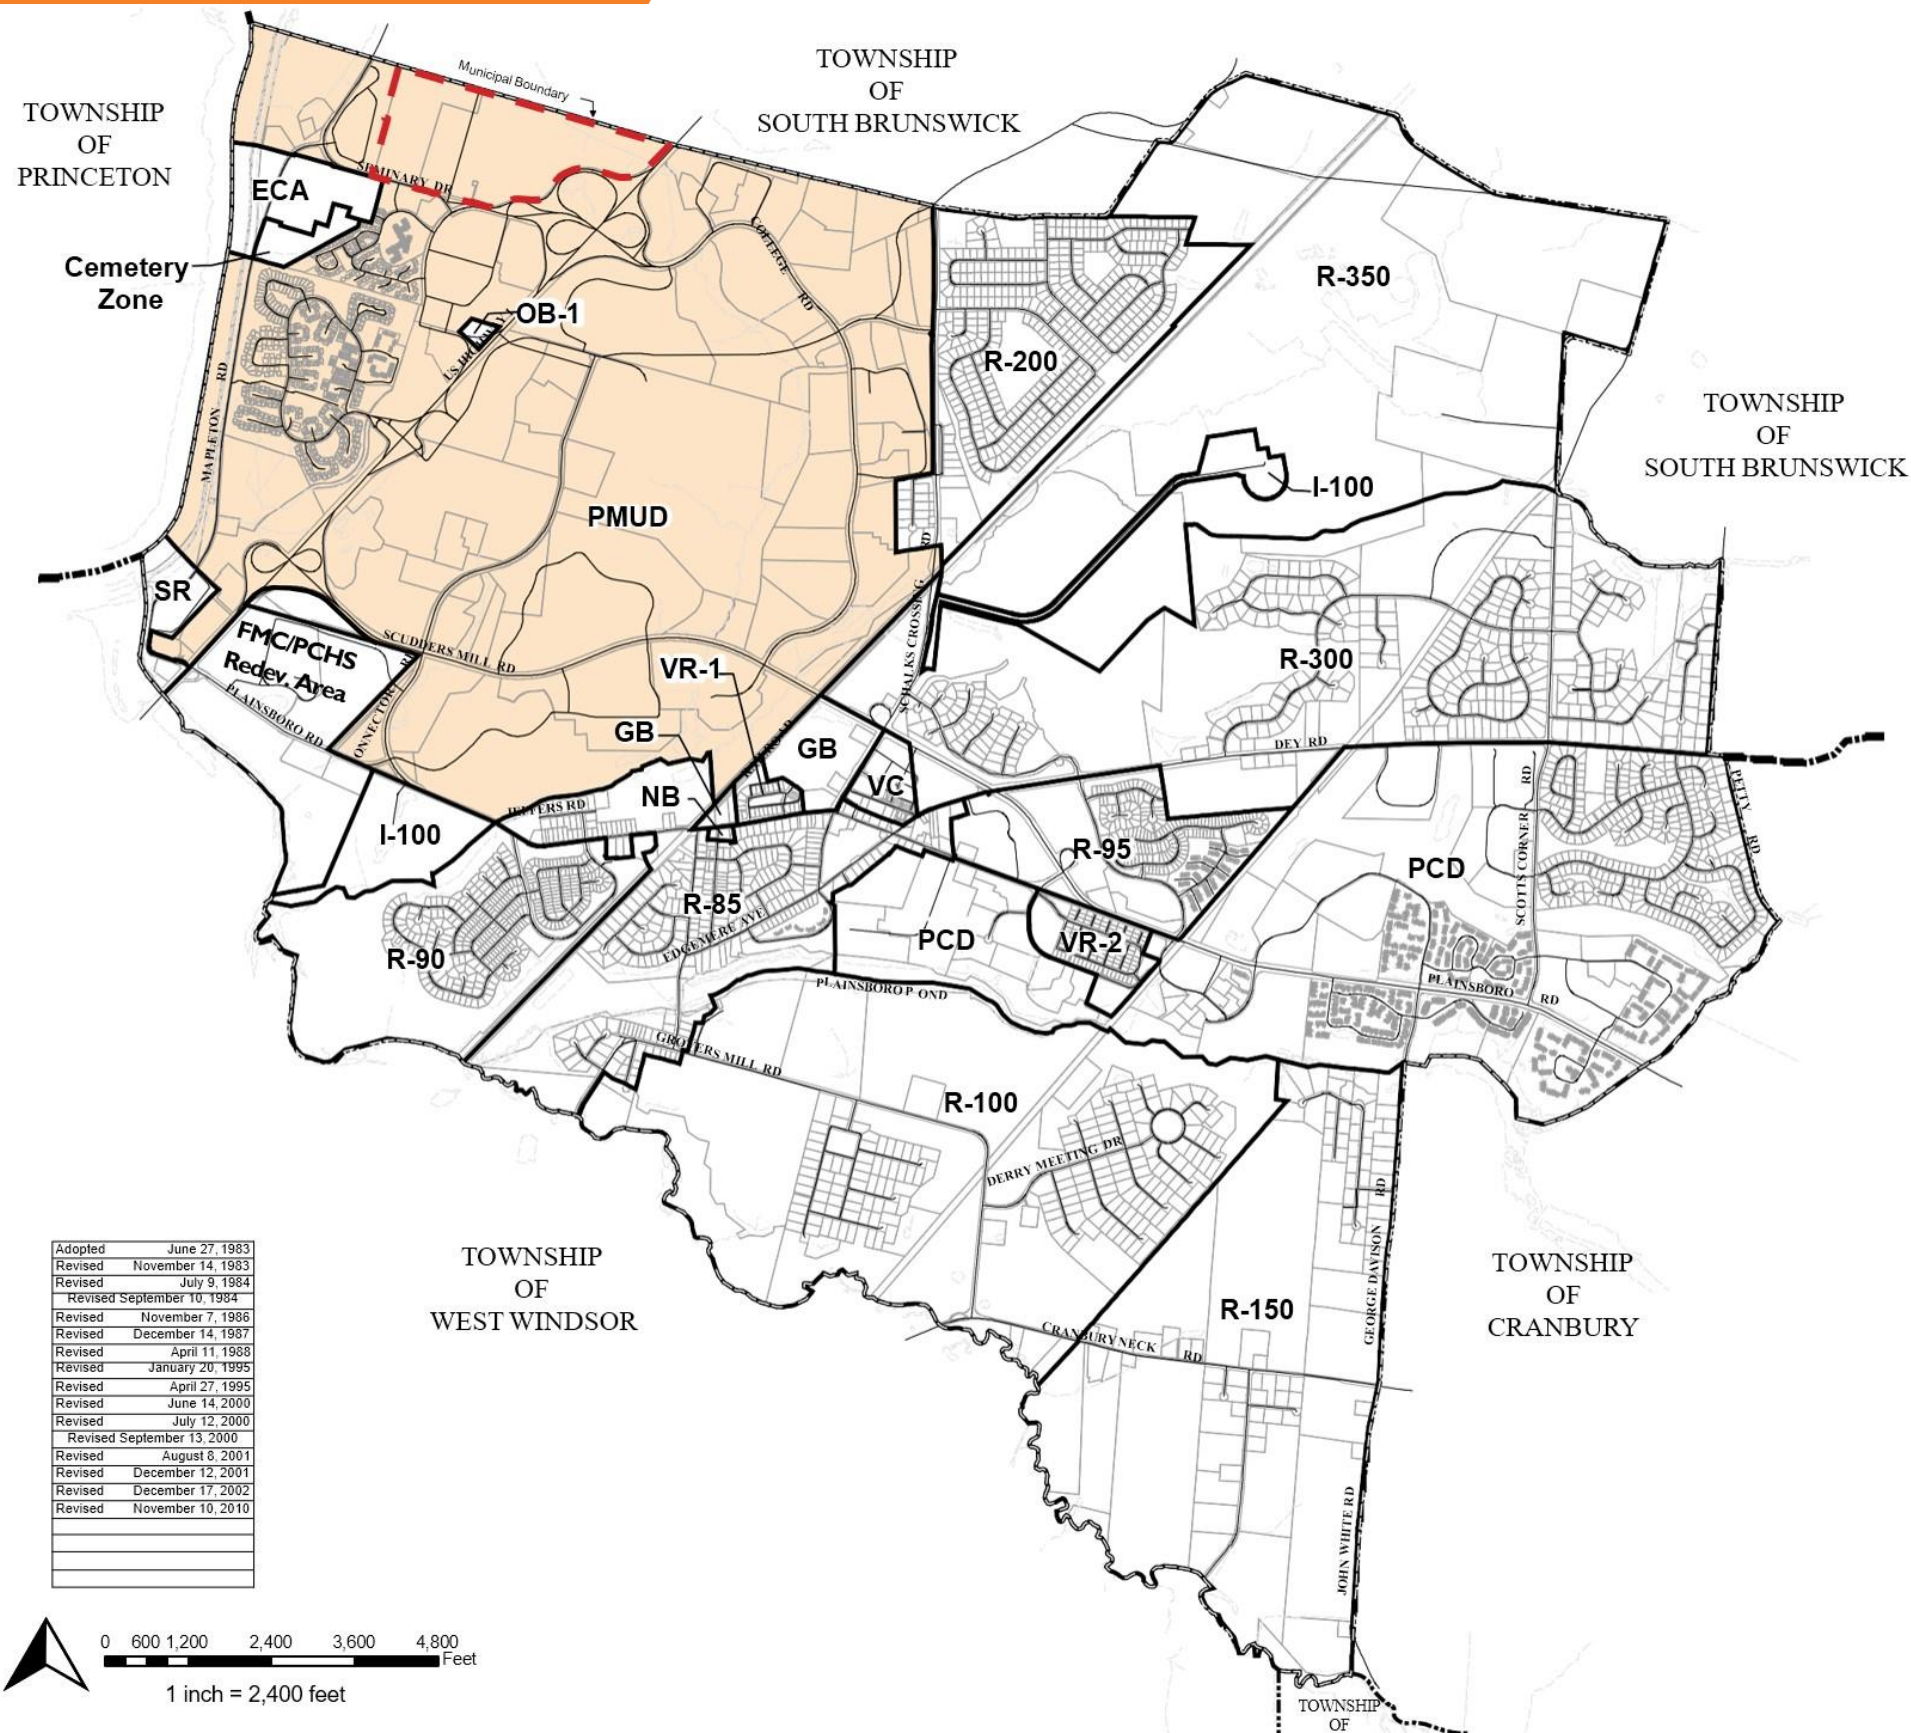 Municipal Boundary
TOWNSHIP
OF
SOUTH BRUNSWICK
TOWNSHIP
OF
PRINCETON
SEMINARY DR
ECA
Cemetery
Zone
COLLEGE
RD
OB-1
R-350
R-200
RD
MAPLETON
TOWNSHIP
OF
SOUTH BRUNSWICK
I-100
PMUD
RD
SCHALKS CROSSING
SR
FMC/PCHS
Redev. Area
SCUDDERS MILL RD
R-300
VR-1
PLAINSBORO RD
GB
GB
DEY RD
VC
NB
JEFFERS RD
I-100
R-95
PCD
SCOTTS CORNER
RD
PETTY
RD
R-85
EDGEMERE AVE
R-90
PCD
VR-2
PLAINSBORO
RD
PLAINSBORO POND
GROVERS MILL RD
R-100
DERRY MEETING DR
RD
GEORGE DAVISON
R-150
CRANBURY NECK
RD
JOHN WHITE RD
TOWNSHIP
OF
WEST WINDSOR
TOWNSHIP
OF
CRANBURY
Adopted June 27, 1983
Revised November 14, 1983
Revised July 9, 1984
Revised September 10, 1984
Revised November 7, 1986
Revised December 14, 1987
Revised April 11, 1988
Revised January 20, 1995
Revised April 27, 1995
Revised June 14, 2000
Revised July 12, 2000
Revised September 13, 2000
Revised August 8, 2001
Revised December 12, 2001
Revised December 17, 2002
Revised November 10, 2010
0 600 1,200 2,400 3,600 4,800
Feet
1 inch = 2,400 feet
TOWNSHIP
OF